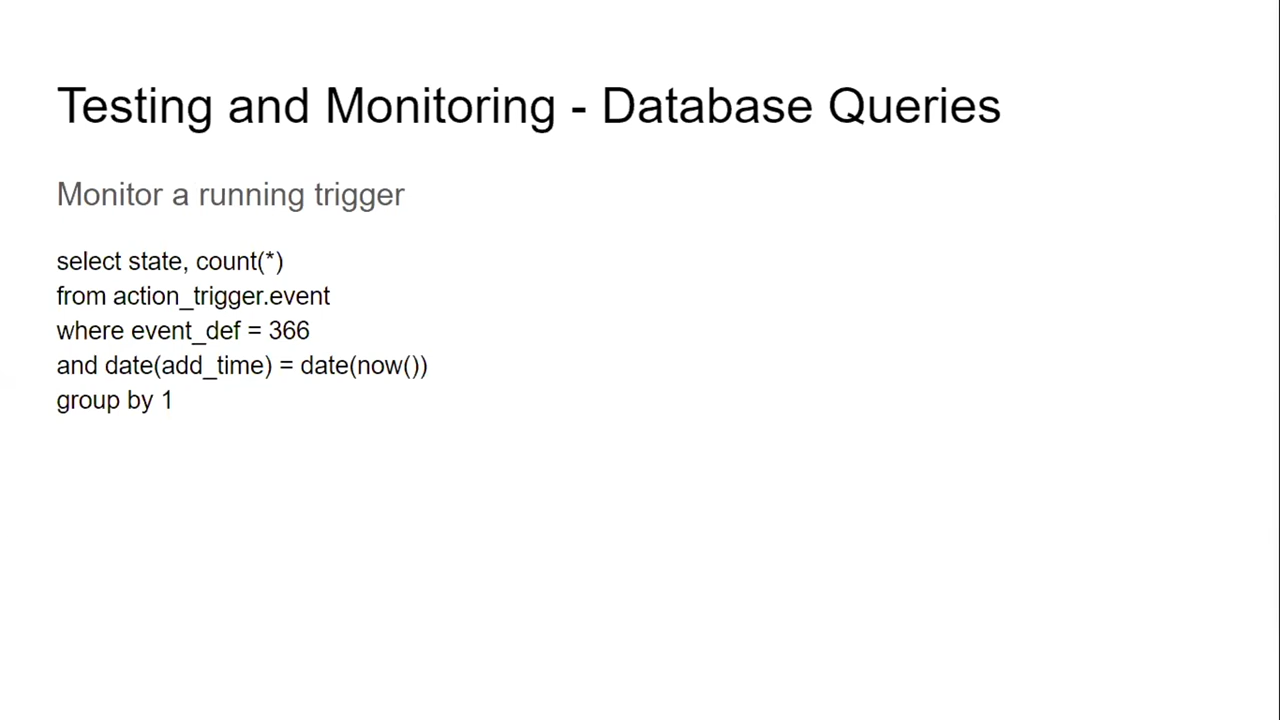 Testing and Monitoring - Database Queries
Monitor a running trigger
select state, count(*)
from action_trigger.event
where event_def = 366
and date(add_time) = date(now())
group by 1